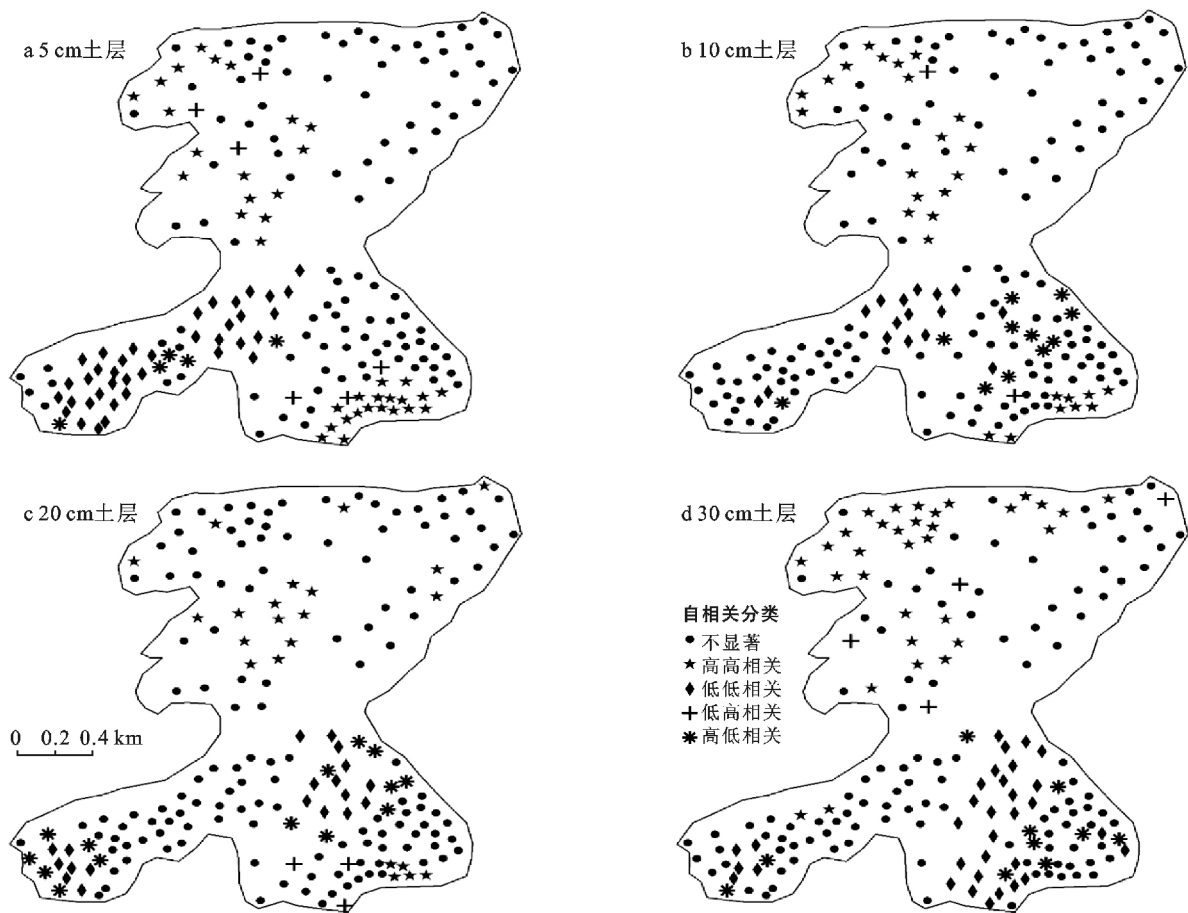 a 5 cm土层
b 10 cm土层
c 20 cm土层
d 30 cm土层
自相关分类
不显著
高高相关
低低相关
低高相关
高低相关
0 0.2 0.4 km